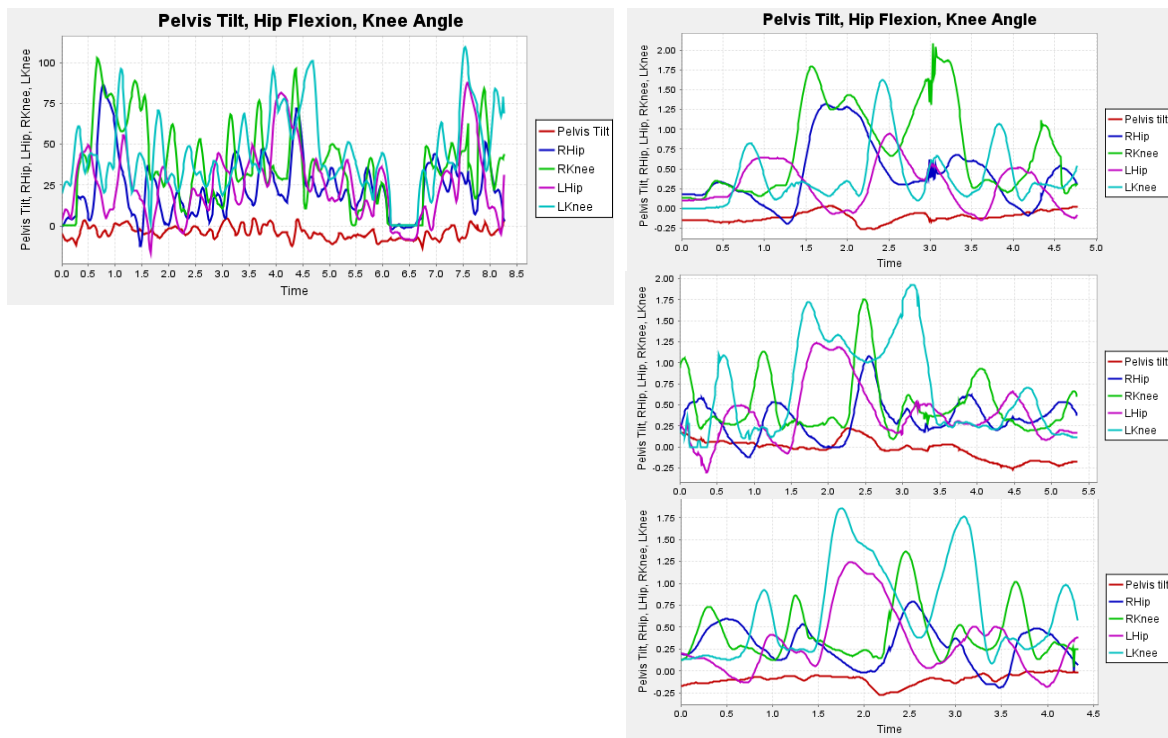 Pelvis Tilt, Hip Flexion, Knee Angle
Pelvis Tilt, RHip, LHip, RKnee, LKnee
100
75
50
25
0
0.0 0.5 1.0 1.5 2.0 2.5 3.0 3.5 4.0 4.5 5.0 5.5 6.0 6.5 7.0 7.5 8.0 8.5
Time
Pelvis Tilt
RHip
RKnee
LHip
LKnee
Pelvis Tilt, Hip Flexion, Knee Angle
Pelvis Tilt, RHip, LHip, RKnee, LKnee
2.00
1.75
1.50
1.25
1.00
0.75
0.50
0.25
0.00
-0.25
0.0 0.5 1.0 1.5 2.0 2.5 3.0 3.5 4.0 4.5 5.0
Time
Pelvis tilt
RHip
RKnee
LHip
LKnee
Pelvis Tilt, RHip, LHip, RKnee, LKnee
2.00
1.75
1.50
1.25
1.00
0.75
0.50
0.25
0.00
-0.25
0.0 0.5 1.0 1.5 2.0 2.5 3.0 3.5 4.0 4.5 5.0 5.5
Pelvis tilt
RHip
RKnee
LHip
LKnee
Pelvis Tilt, RHip, LHip, RKnee, LKnee
1.75
1.50
1.25
1.00
0.75
0.50
0.25
0.00
-0.25
0.0 0.5 1.0 1.5 2.0 2.5 3.0 3.5 4.0 4.5
Time
Pelvis tilt
RHip
RKnee
LHip
LKnee